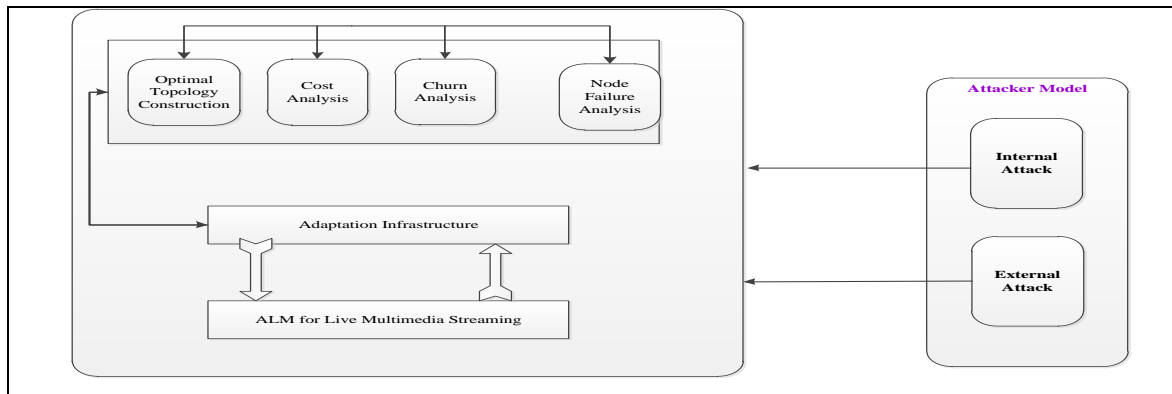 Optimal
Topology
Construction
Cost
Analysis
Churn
Analysis
Node
Failure
Analysis
Attacker Model
Internal
Attack
Adaptation Infrastructure
External
Attack
ALM for Live Multimedia Streaming